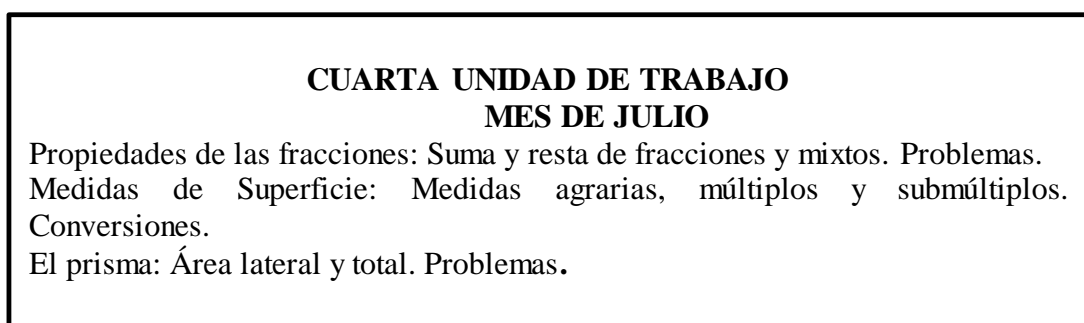 CUARTA UNIDAD DE TRABAJO
MES DE JULIO
Propiedades de las fracciones: Suma y resta de fracciones y mixtos. Problemas.
Medidas de Superficie: Medidas agrarias, múltiplos y submúltiplos.
Conversiones.
El prisma: Área lateral y total. Problemas.